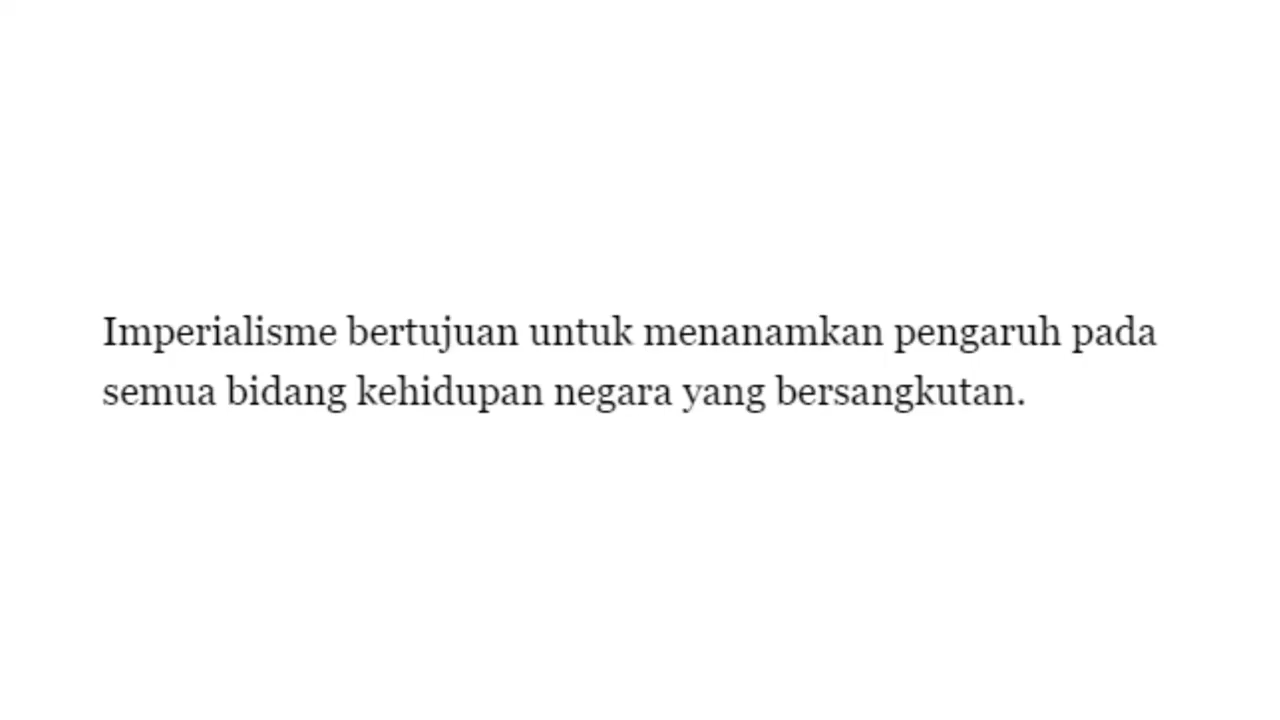 Imperialisme bertujuan untuk menanamkan pengaruh pada
semua bidang kehidupan negara yang bersangkutan.